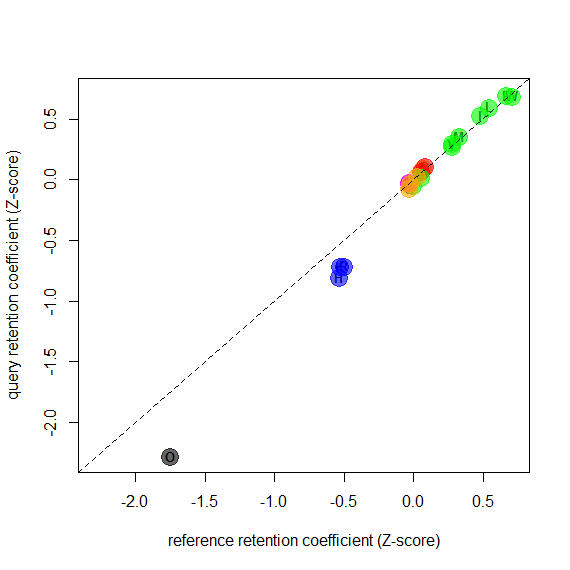 query retention coefficient (Z-score)
0.5
0.0
-0.5
-1.0
-1.5
-2.0
L
I
M
H
O
-2.0
-1.5
-1.0
-0.5
0.0
0.5
reference retention coefficient (Z-score)